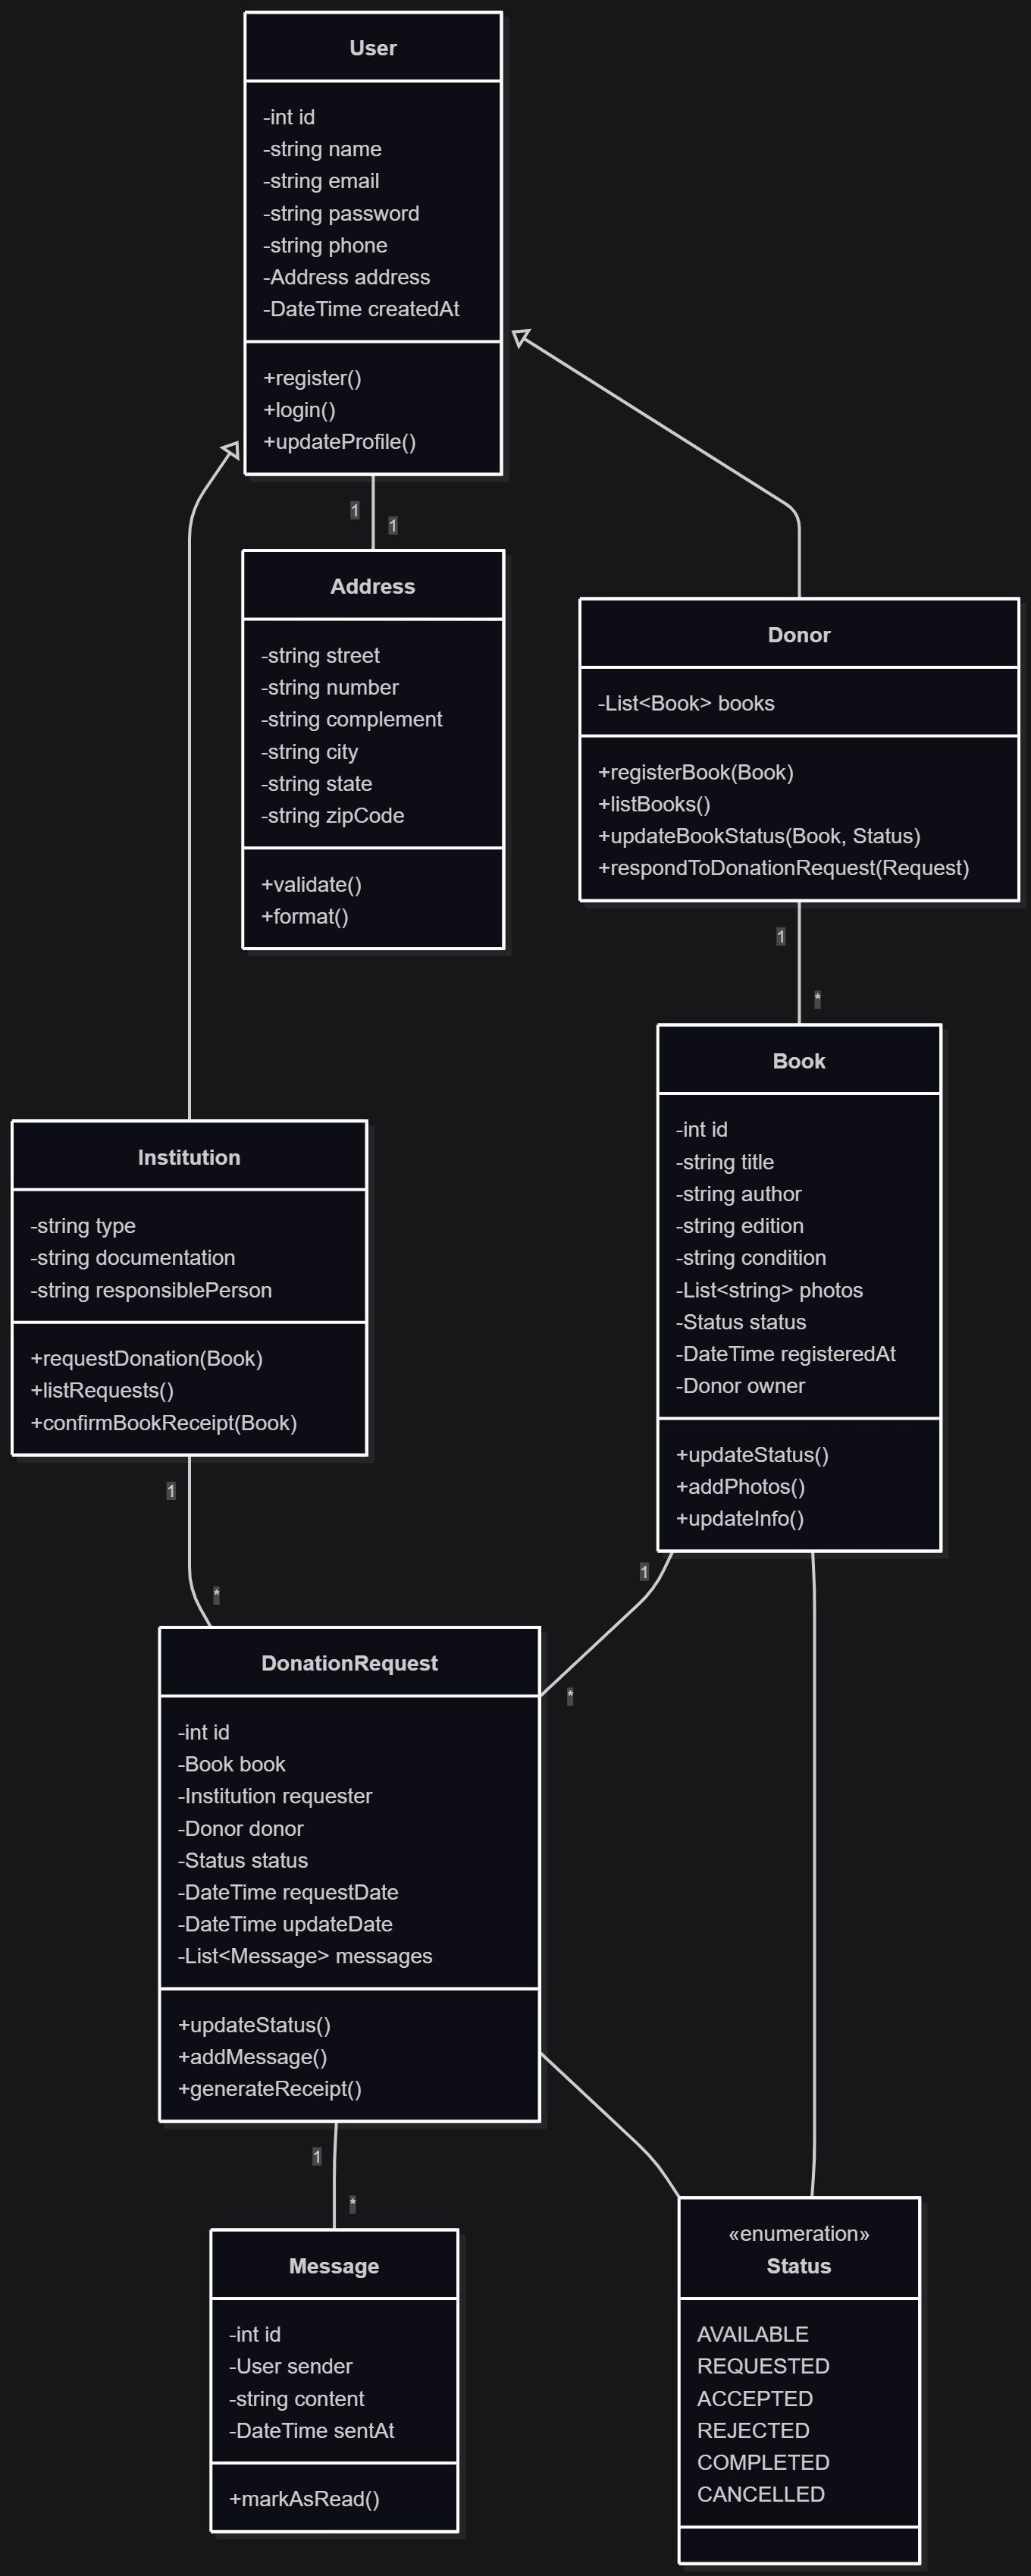 User
-int id
-string name
-string email
-string password
-string phone
-Address address
-DateTime createdAt
+register()
+login()
+updateProfile()
1
1
Address
-string street
-string number
-string complement
-string city
-string state
-string zipCode
+validate()
+format()
Donor
-List<Book> books
+registerBook(Book)
+listBooks()
+updateBookStatus(Book, Status)
+respondToDonationRequest(Request)
1
*
Book
-int id
-string title
-string author
-string edition
-string condition
-List<string> photos
-Status status
-DateTime registeredAt
-Donor owner
+updateStatus()
+addPhotos()
+updateInfo()
Institution
-string type
-string documentation
-string responsiblePerson
+requestDonation(Book)
+listRequests()
+confirmBookReceipt(Book)
1
*
1
*
DonationRequest
-int id
-Book book
-Institution requester
-Donor donor
-Status status
-DateTime requestDate
-DateTime updateDate
-List<Message> messages
+updateStatus()
+addMessage()
+generateReceipt()
1
*
Message
-int id
-User sender
-string content
-DateTime sentAt
+markAsRead()
«enumeration»
Status
AVAILABLE
REQUESTED
ACCEPTED
REJECTED
COMPLETED
CANCELLED